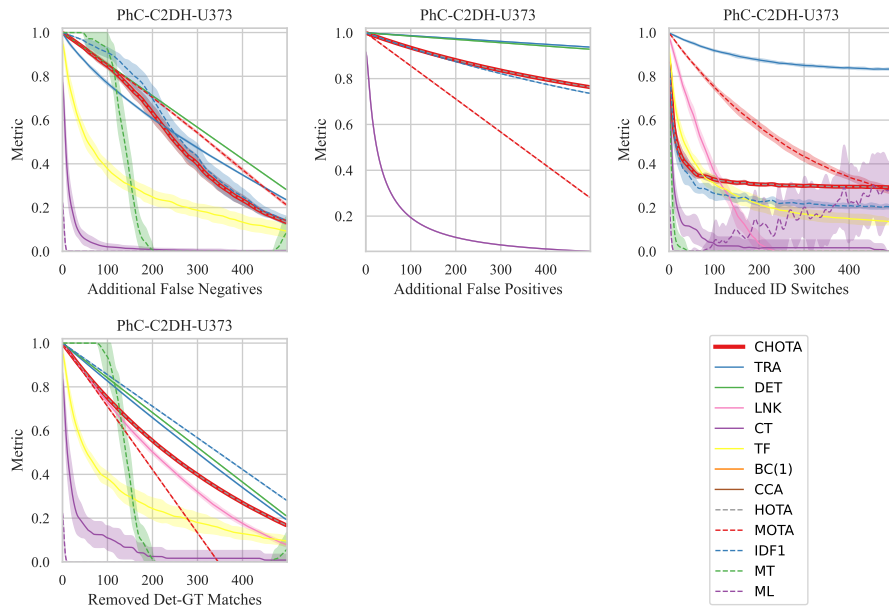 PhC-C2DH-U373
1.0
0.8
0.6
0.4
0.2
0.0
Metric
0 100 200 300 400
Additional False Negatives
PhC-C2DH-U373
1.0
0.8
0.6
0.4
0.2
Metric
0 100 200 300 400
Additional False Positives
PhC-C2DH-U373
1.0
0.8
0.6
0.4
0.2
0.0
Metric
0 100 200 300 400
Induced ID Switches
PhC-C2DH-U373
1.0
0.8
0.6
0.4
0.2
0.0
Metric
0 100 200 300 400
Removed Det-GT Matches
CHOTA
TRA
DET
LNK
CT
TF
BC(1)
CCA
HOTA
MOTA
IDF1
MT
ML